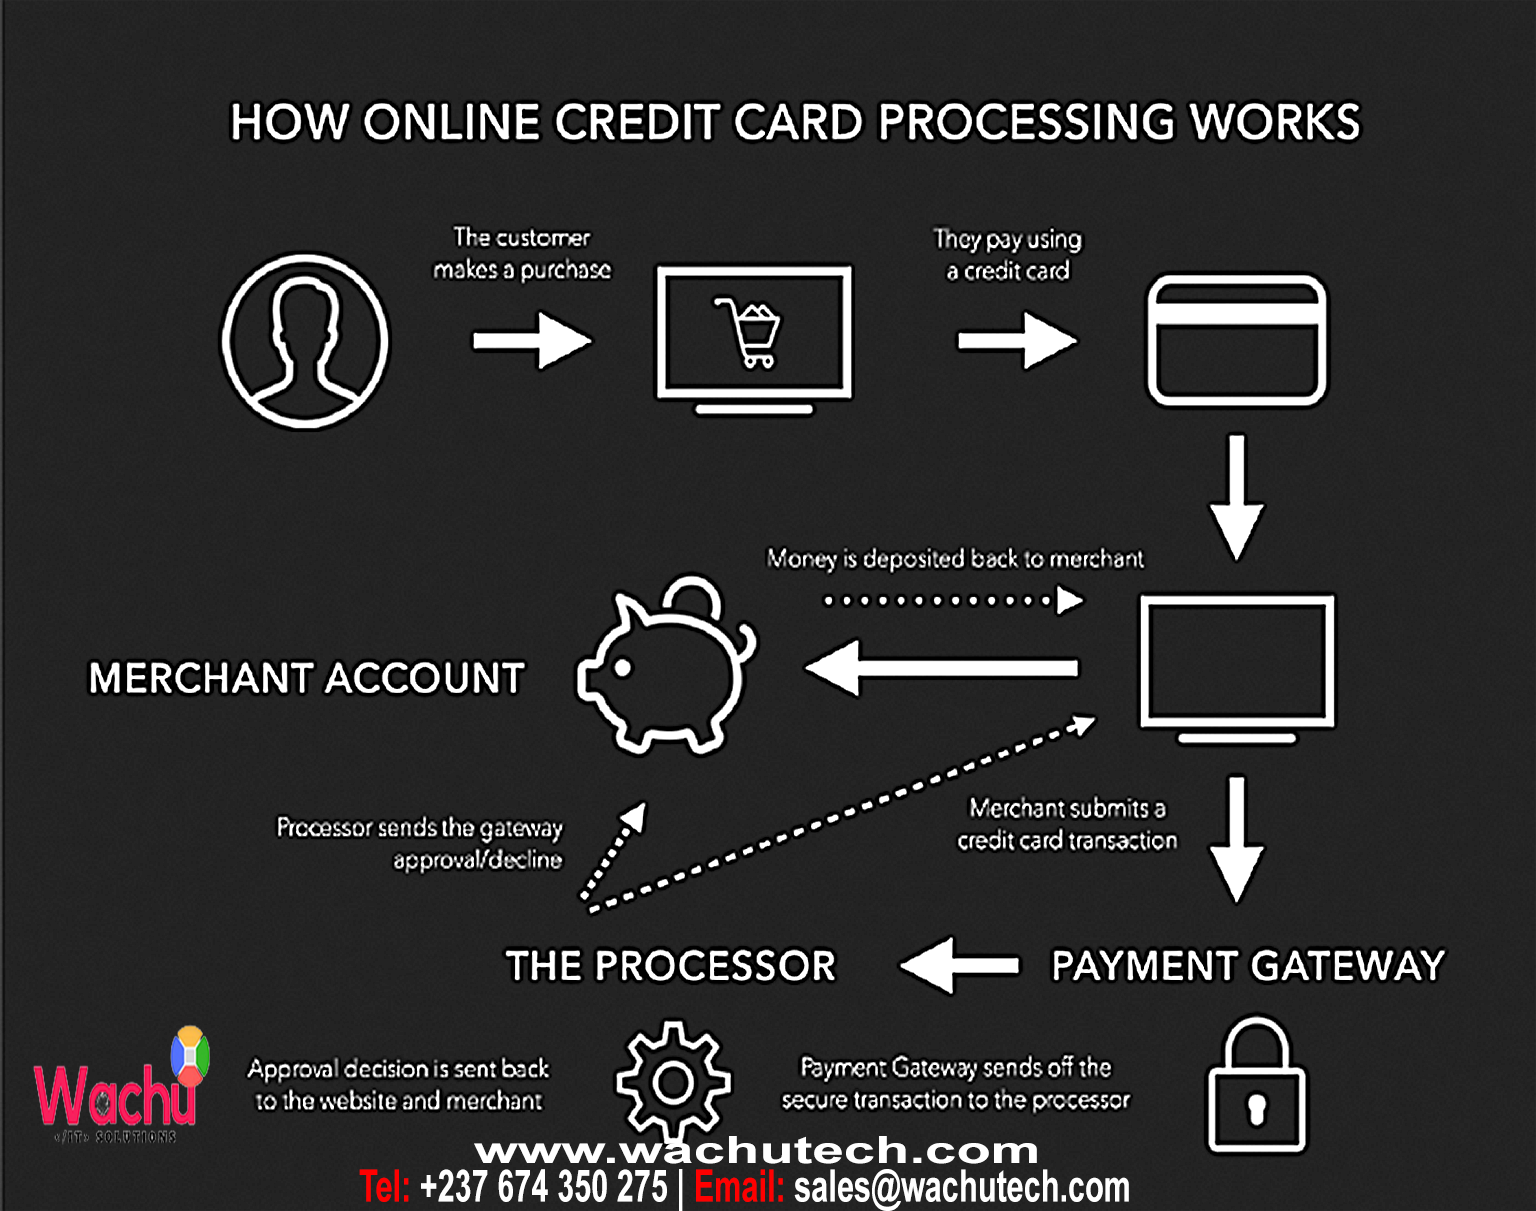 HOW ONLINE CREDIT CARD PROCESSING WORKS
The customer
makes a purchase
They pay using
a credit card
Money is deposited back to merchant
MERCHANT ACCOUNT
Processor sends the gateway
approval/decline
Merchant submits a
credit card transaction
THE PROCESSOR
PAYMENT GATEWAY
Approval decision is sent back
to the website and merchant
Payment Gateway sends off the
secure transaction to the processor
Wachu
</IT> SOLUTIONS
www.wachutech.com
Tel: +237 674 350 275 | Email: sales@wachutech.com